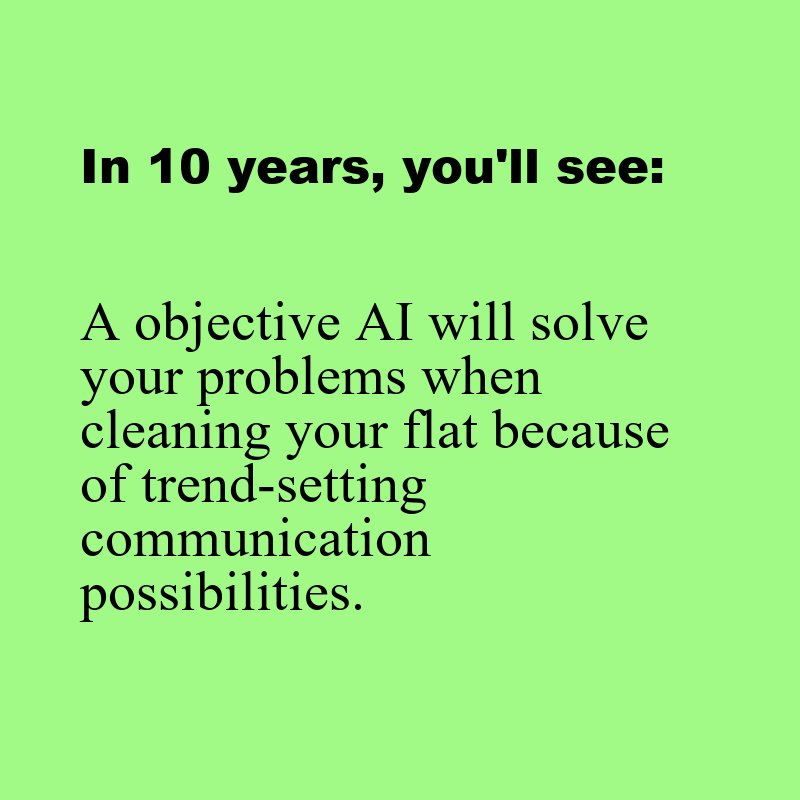 In 10 years, you'll see:
A objective AI will solve
your problems when
cleaning your flat because
of trend-setting
communication
possibilities.